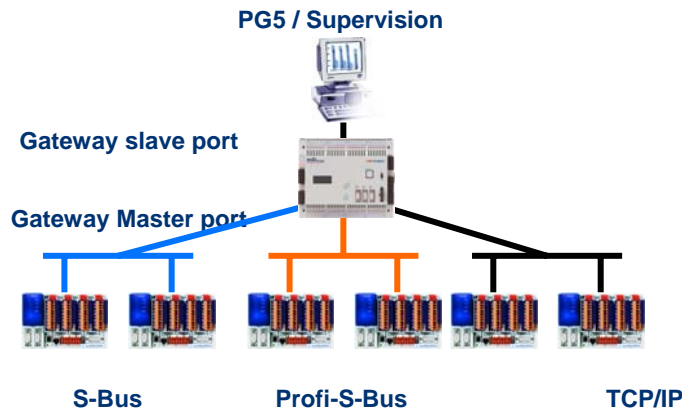 PG5 / Supervision
Gateway slave port
Gateway Master port
S-Bus
Profi-S-Bus
TCP/IP